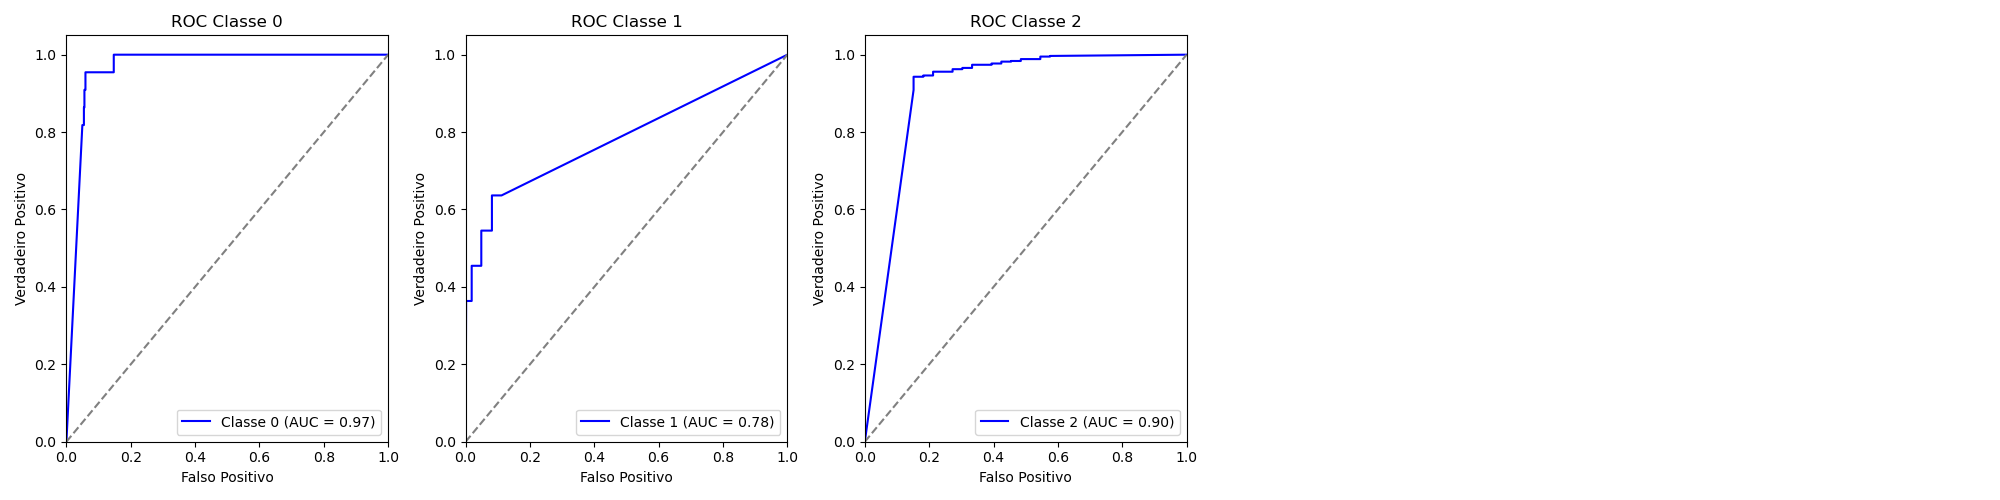 ROC Classe 0
1.0
0.8
0.6
0.4
0.2
0.0
Verdadeiro Positivo
Classe 0 (AUC = 0.97)
0.0 0.2 0.4 0.6 0.8 1.0
Falso Positivo
ROC Classe 1
1.0
0.8
0.6
0.4
0.2
0.0
Verdadeiro Positivo
Classe 1 (AUC = 0.78)
0.0 0.2 0.4 0.6 0.8 1.0
Falso Positivo
ROC Classe 2
1.0
0.8
0.6
0.4
0.2
0.0
Verdadeiro Positivo
Classe 2 (AUC = 0.90)
0.0 0.2 0.4 0.6 0.8 1.0
Falso Positivo